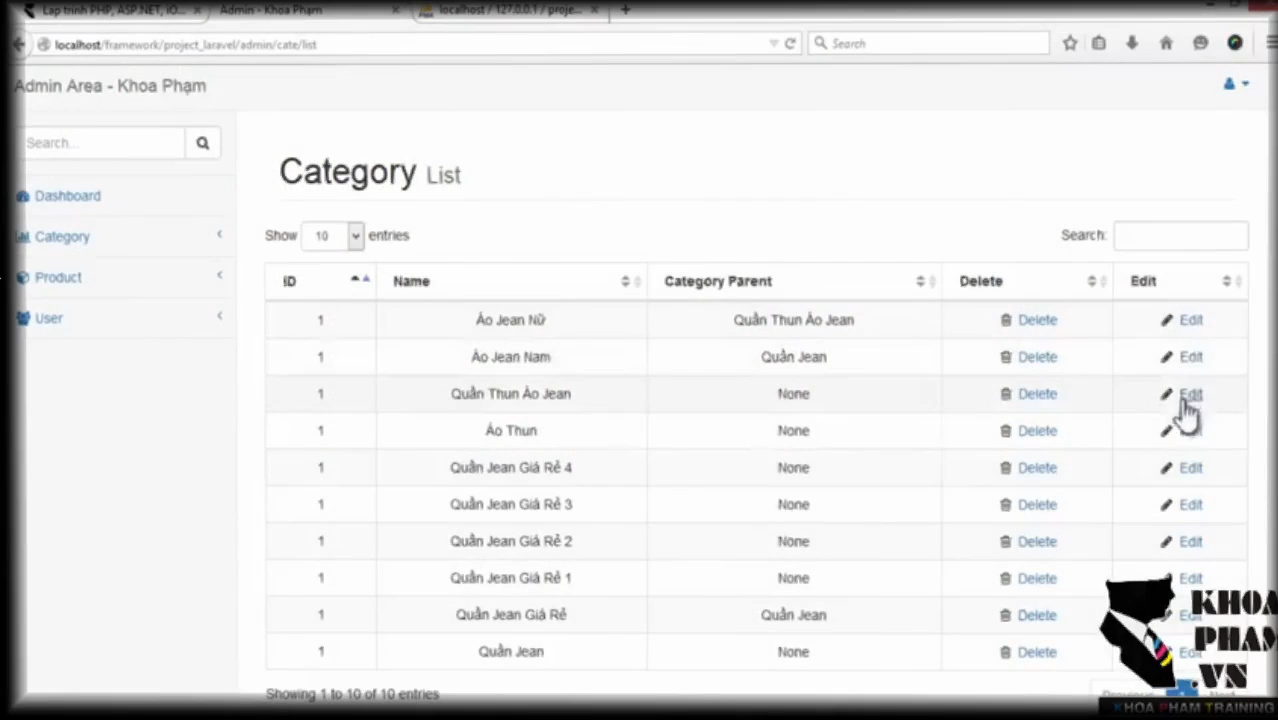 Lap trinh PHP, ASP.NET, iO... × Admin - Khoa Phạm × localhost / 127.0.0.1 / proje... × +
localhost/framework/project_laravel/admin/cate/list Search
Admin Area - Khoa Phạm
Search...
Dashboard
Category
Product
User
Category List
Show 10 entries Search:
ID Name Category Parent Delete Edit
1 Áo Jean Nữ Quần Thun Áo Jean Delete Edit
1 Áo Jean Nam Quần Jean Delete Edit
1 Quần Thun Áo Jean None Delete Edit
1 Áo Thun None Delete
1 Quần Jean Giá Rẻ 4 None Delete Edit
1 Quần Jean Giá Rẻ 3 None Delete Edit
1 Quần Jean Giá Rẻ 2 None Delete Edit
1 Quần Jean Giá Rẻ 1 None Delete Edit
1 Quần Jean Giá Rẻ Quần Jean Delete
1 Quần Jean None Delete
Showing 1 to 10 of 10 entries
KHOA
PHAM
.VN
KHOA PHAM TRAINING